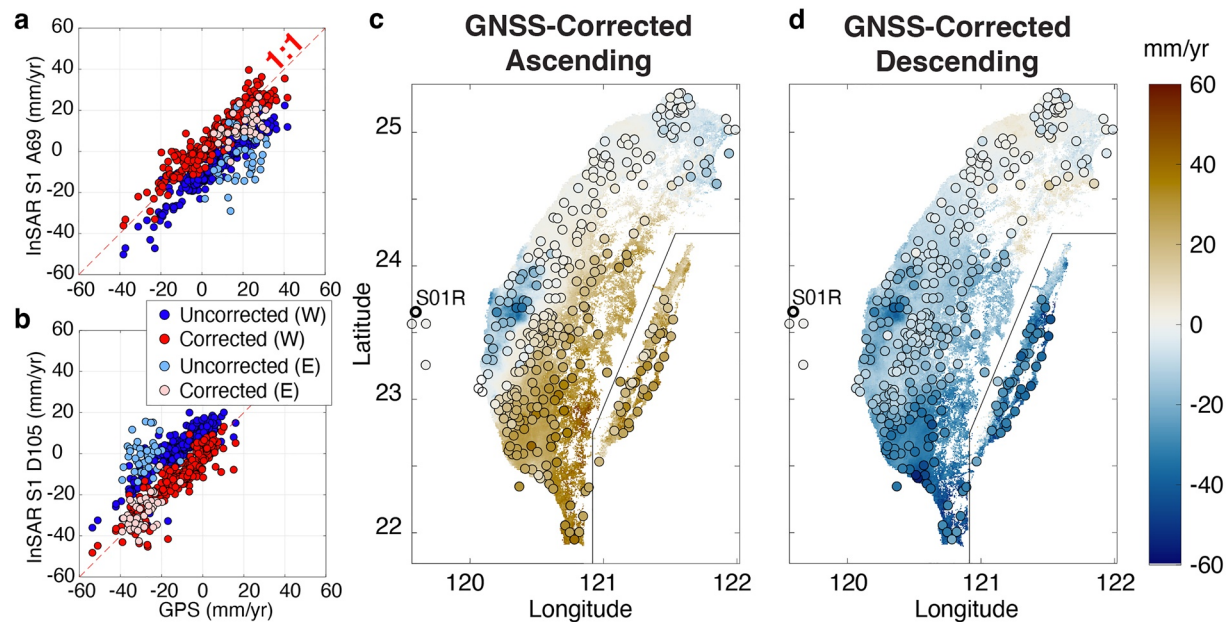 a
60
40
20
0
-20
-40
-60
InSAR S1 A69 (mm/yr)
1:1
-60 -40 -20 0 20 40 60
b
Uncorrected (W)
Corrected (W)
Uncorrected (E)
Corrected (E)
60
40
20
0
-20
-40
-60
InSAR S1 D105 (mm/yr)
-60 -40 -20 0 20 40 60
GPS (mm/yr)
c
GNSS-Corrected
Ascending
25
24
23
22
Latitude
S01R
120 121 122
Longitude
d
GNSS-Corrected
Descending
S01R
120 121 122
Longitude
mm/yr
60
40
20
0
-20
-40
-60